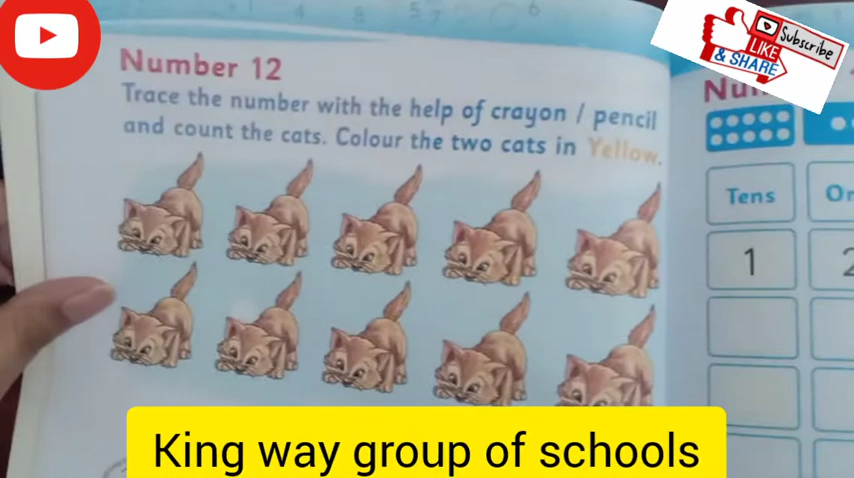 Subscribe
LIKE
& SHARE
Number 12
Trace the number with the help of crayon / pencil
and count the cats. Colour the two cats in Yellow.
Tens
1
2
King way group of schools